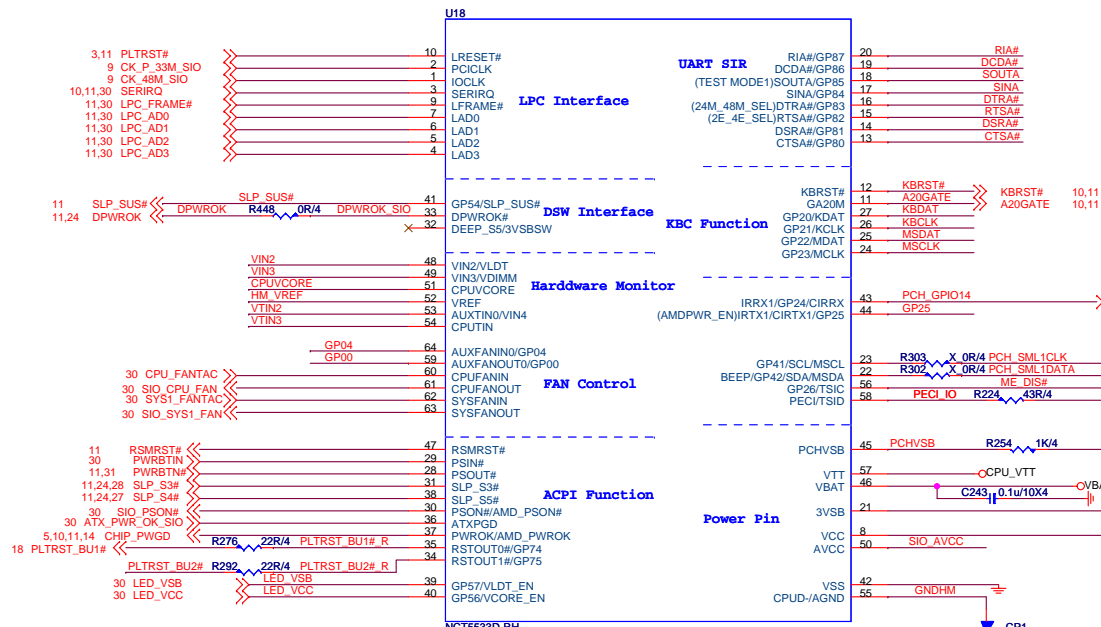 U18
3,11 PLTRST# 10 LRESET#
9 CK_P_33M_SIO 2 PCICLK
9 CK_48M_SIO 1 IOCLK
10,11,30 SERIRQ 3 SERIRQ
11,30 LPC_FRAME# 9 LFRAME#
11,30 LPC_AD0 7 LAD0
11,30 LPC_AD1 6 LAD1
11,30 LPC_AD2 5 LAD2
11,30 LPC_AD3 4 LAD3
LPC Interface
UART SIR
RIA#/GP87 20 RIA#
DCDA#/GP86 19 DCDA#
(TEST MODE1)SOUTA/GP85 18 SOUTA
SINA/GP84 17 SINA
(24M_48M_SEL)DTRA#/GP83 16 DTRA#
(2E_4E_SEL)RTSA#/GP82 15 RTSA#
DSRA#/GP81 14 DSRA#
CTSA#/GP80 13 CTSA#
11 SLP_SUS# SLP_SUS# 41 GP54/SLP_SUS#
11,24 DPWROK DPWROK R448 0R/4 DPWROK_SIO 33 DPWROK#
32 DEEP_S5/3VSBSW
DSW Interface
KBC Function
KBRST# 12 KBRST# KBRST# 10,11
GA20M 11 A20GATE A20GATE 10,11
GP20/KDAT 27 KBDAT
GP21/KCLK 26 KBCLK
GP22/MDAT 25 MSDAT
GP23/MCLK 24 MSCLK
VIN2 48 VIN2/VLDT
VIN3 49 VIN3/VDIMM
CPUVCORE 51 CPUVCORE
HM_VREF 52 VREF
VTIN2 53 AUXTIN0/VIN4
VTIN3 54 CPUTIN
Harddware Monitor
IRRX1/GP24/CIRRX 43 PCH_GPIO14
(AMDPWR_EN)IRTX1/CIRTX1/GP25 44 GP25
GP04 64 AUXFANIN0/GP04
GP00 59 AUXFANOUT0/GP00
30 CPU_FANTAC 60 CPUFANIN
30 SIO_CPU_FAN 61 CPUFANOUT
30 SYS1_FANTAC 62 SYSFANIN
30 SIO_SYS1_FAN 63 SYSFANOUT
FAN Control
GP41/SCL/MSCL 23 R303 X_0R/4 PCH_SML1CLK
BEEP/GP42/SDA/MSDA 22 R302 X_0R/4 PCH_SML1DATA
GP26/TSIC 56 ME_DIS#
PECI/TSID 58 PECI_IO R224 43R/4
11 RSMRST# 47 RSMRST#
30 PWRBTIN 29 PSIN#
11,31 PWRBTN# 28 PSOUT#
11,24,28 SLP_S3# 31 SLP_S3#
11,24,27 SLP_S4# 38 SLP_S5#
30 SIO_PSON# 30 PSON#/AMD_PSON#
30 ATX_PWR_OK_SIO 36 ATXPGD
5,10,11,14 CHIP_PWGD 37 PWROK/AMD_PWROK
18 PLTRST_BU1# R276 22R/4 PLTRST_BU1#_R 35 RSTOUT0#/GP74
PLTRST_BU2# R292 22R/4 PLTRST_BU2#_R 34 RSTOUT1#/GP75
30 LED_VSB LED_VSB 39 GP57/VLDT_EN
30 LED_VCC LED_VCC 40 GP56/VCORE_EN
ACPI Function
Power Pin
PCHVSB 45 PCHVSB R254 1K/4
VTT 57 CPU_VTT
VBAT 46 VBA
C243 0.1u/10X4
3VSB 21
VCC 8
AVCC 50 SIO_AVCC
VSS 42
CPUD-/AGND 55 GNDHM
NCT5533D-RH
CP1